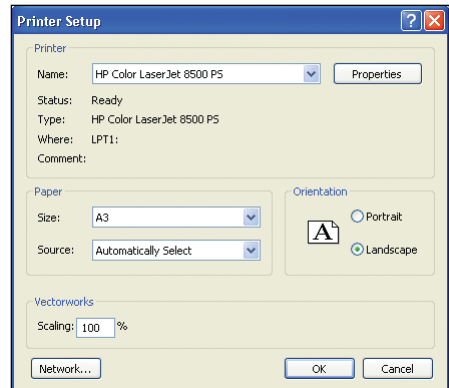 Printer Setup
Printer
Name: HP Color LaserJet 8500 PS Properties
Status: Ready
Type: HP Color LaserJet 8500 PS
Where: LPT1:
Comment:
Paper
Size: A3
Source: Automatically Select
Orientation
A
Portrait
Landscape
Vectorworks
Scaling: 100 %
Network... OK Cancel